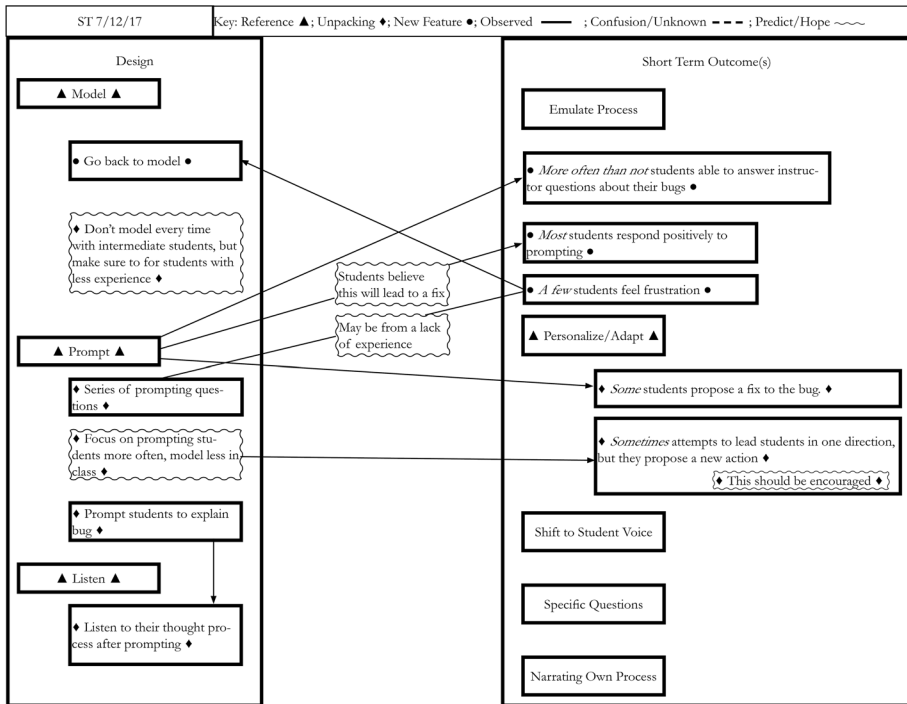 ST 7/12/17
Key: Reference ▲; Unpacking ♦; New Feature ●; Observed ; Confusion/Unknown ; Predict/Hope
Design
▲ Model ▲
● Go back to model ●
♦ Don't model every time
with intermediate students, but
make sure to for students with
less experience ♦
▲ Prompt ▲
♦ Series of prompting ques-
tions ♦
♦ Focus on prompting stu-
dents more often, model less in
class ♦
♦ Prompt students to explain
bug ♦
▲ Listen ▲
♦ Listen to their thought pro-
cess after prompting ♦
Students believe
this will lead to a fix
May be from a lack
of experience
Short Term Outcome(s)
Emulate Process
● More often than not students able to answer instruc-
tor questions about their bugs ●
● Most students respond positively to
prompting ●
● A few students feel frustration ●
▲ Personalize/Adapt ▲
♦ Some students propose a fix to the bug. ♦
♦ Sometimes attempts to lead students in one direction,
but they propose a new action ♦
♦ This should be encouraged ♦
Shift to Student Voice
Specific Questions
Narrating Own Process